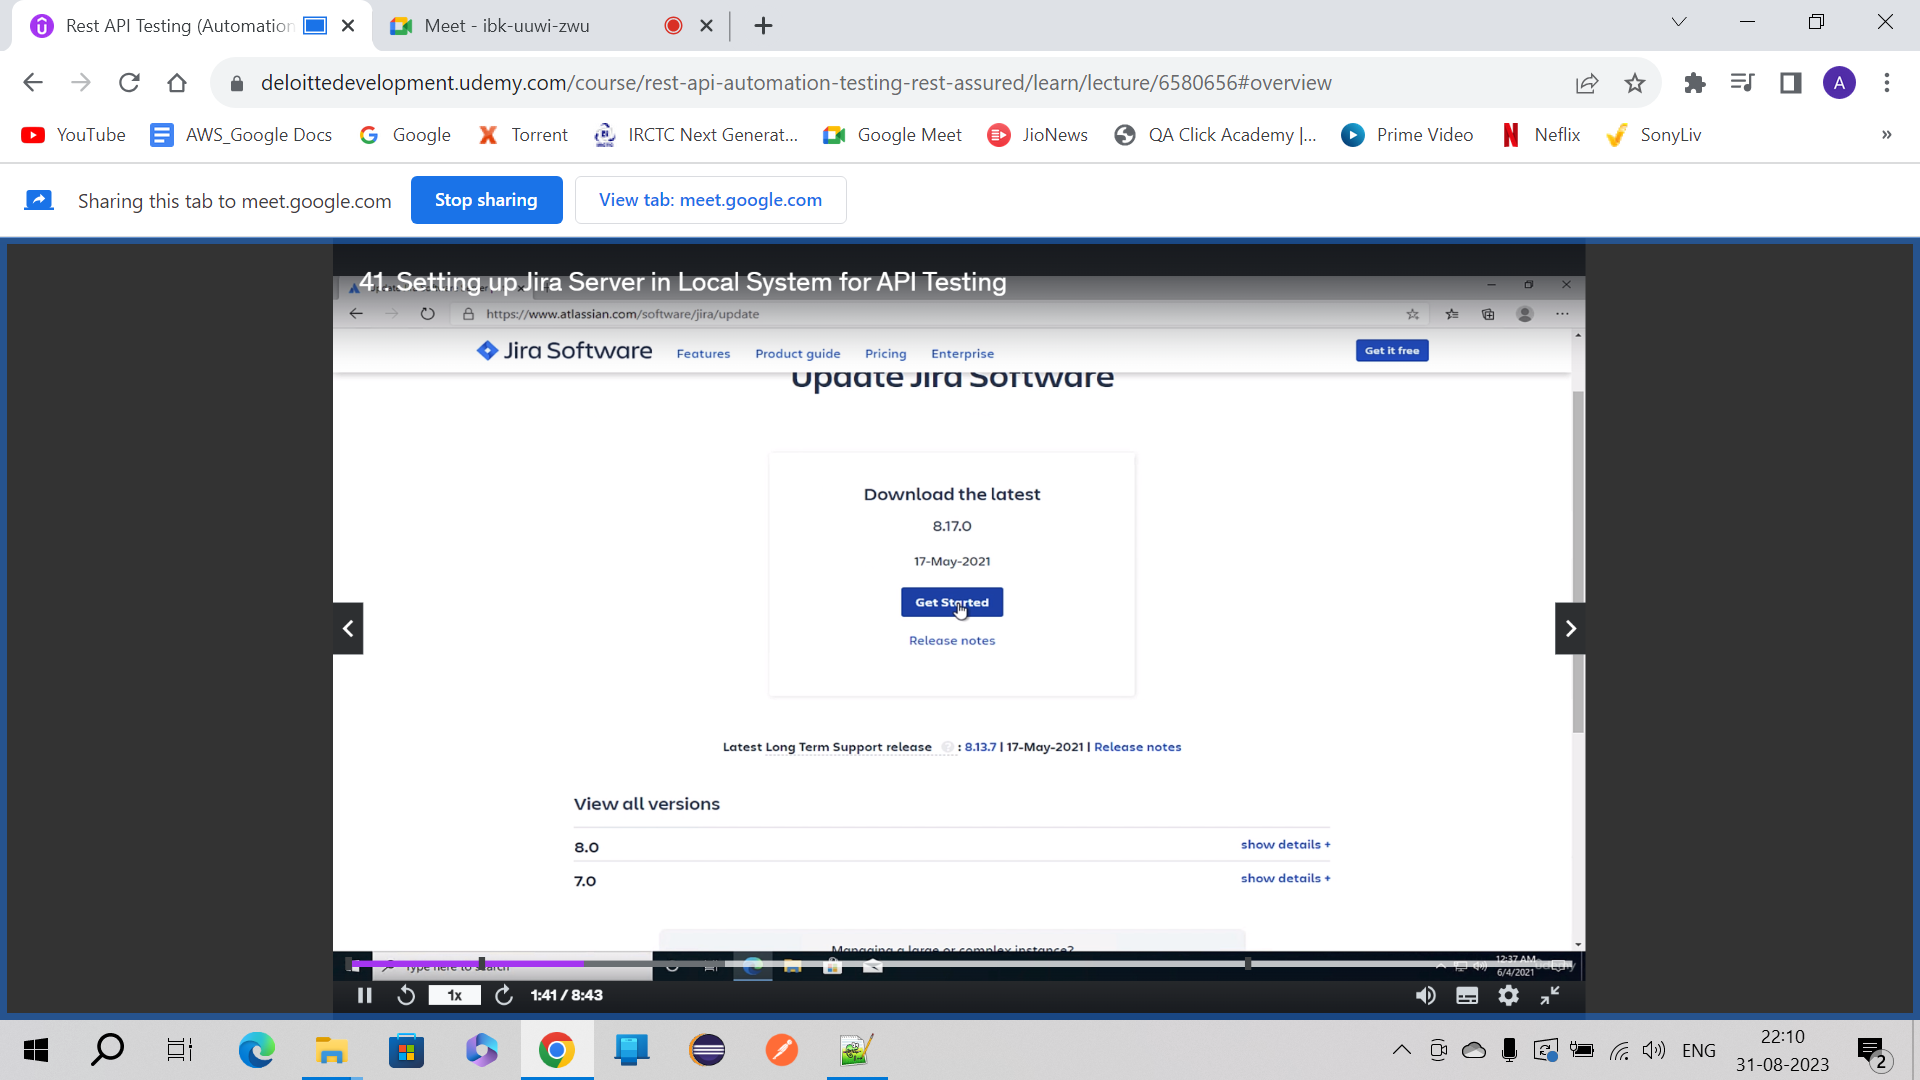 Rest API Testing (Automation
Meet - ibk-uuwi-zwu
deloittedevelopment.udemy.com/course/rest-api-automation-testing-rest-assured/learn/lecture/6580656#overview
A
YouTube
AWS_Google Docs
Google
Torrent
IRCTC Next Generat...
Google Meet
JioNews
QA Click Academy |...
Prime Video
Neflix
SonyLiv
»
Sharing this tab to meet.google.com
Stop sharing
View tab: meet.google.com
41. Setting up Jira Server in Local System for API Testing
https://www.atlassian.com/software/jira/update
Jira Software
Features
Product guide
Pricing
Enterprise
Get it free
Update Jira Software
Download the latest
8.17.0
17-May-2021
Get Started
Release notes
Latest Long Term Support release ? : 8.13.7 | 17-May-2021 | Release notes
View all versions
8.0
show details +
7.0
show details +
Managing a large or complex instance?
Type here to search
12:37 AM
6/4/2021
1x
1:41 / 8:43
ENG
22:10
31-08-2023
2